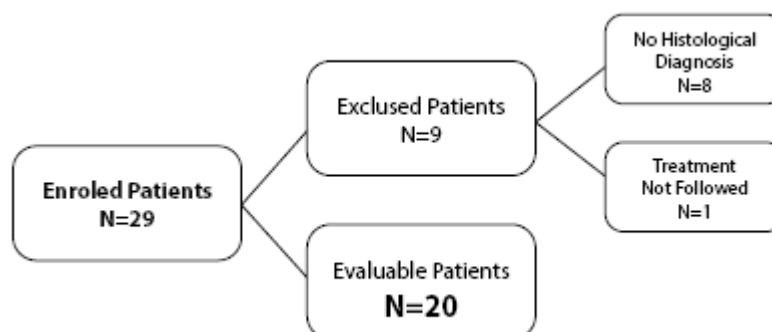 Enroled Patients
N=29
Exclused Patients
N=9
Evaluable Patients
N=20
No Histological
Diagnosis
N=8
Treatment
Not Followed
N=1